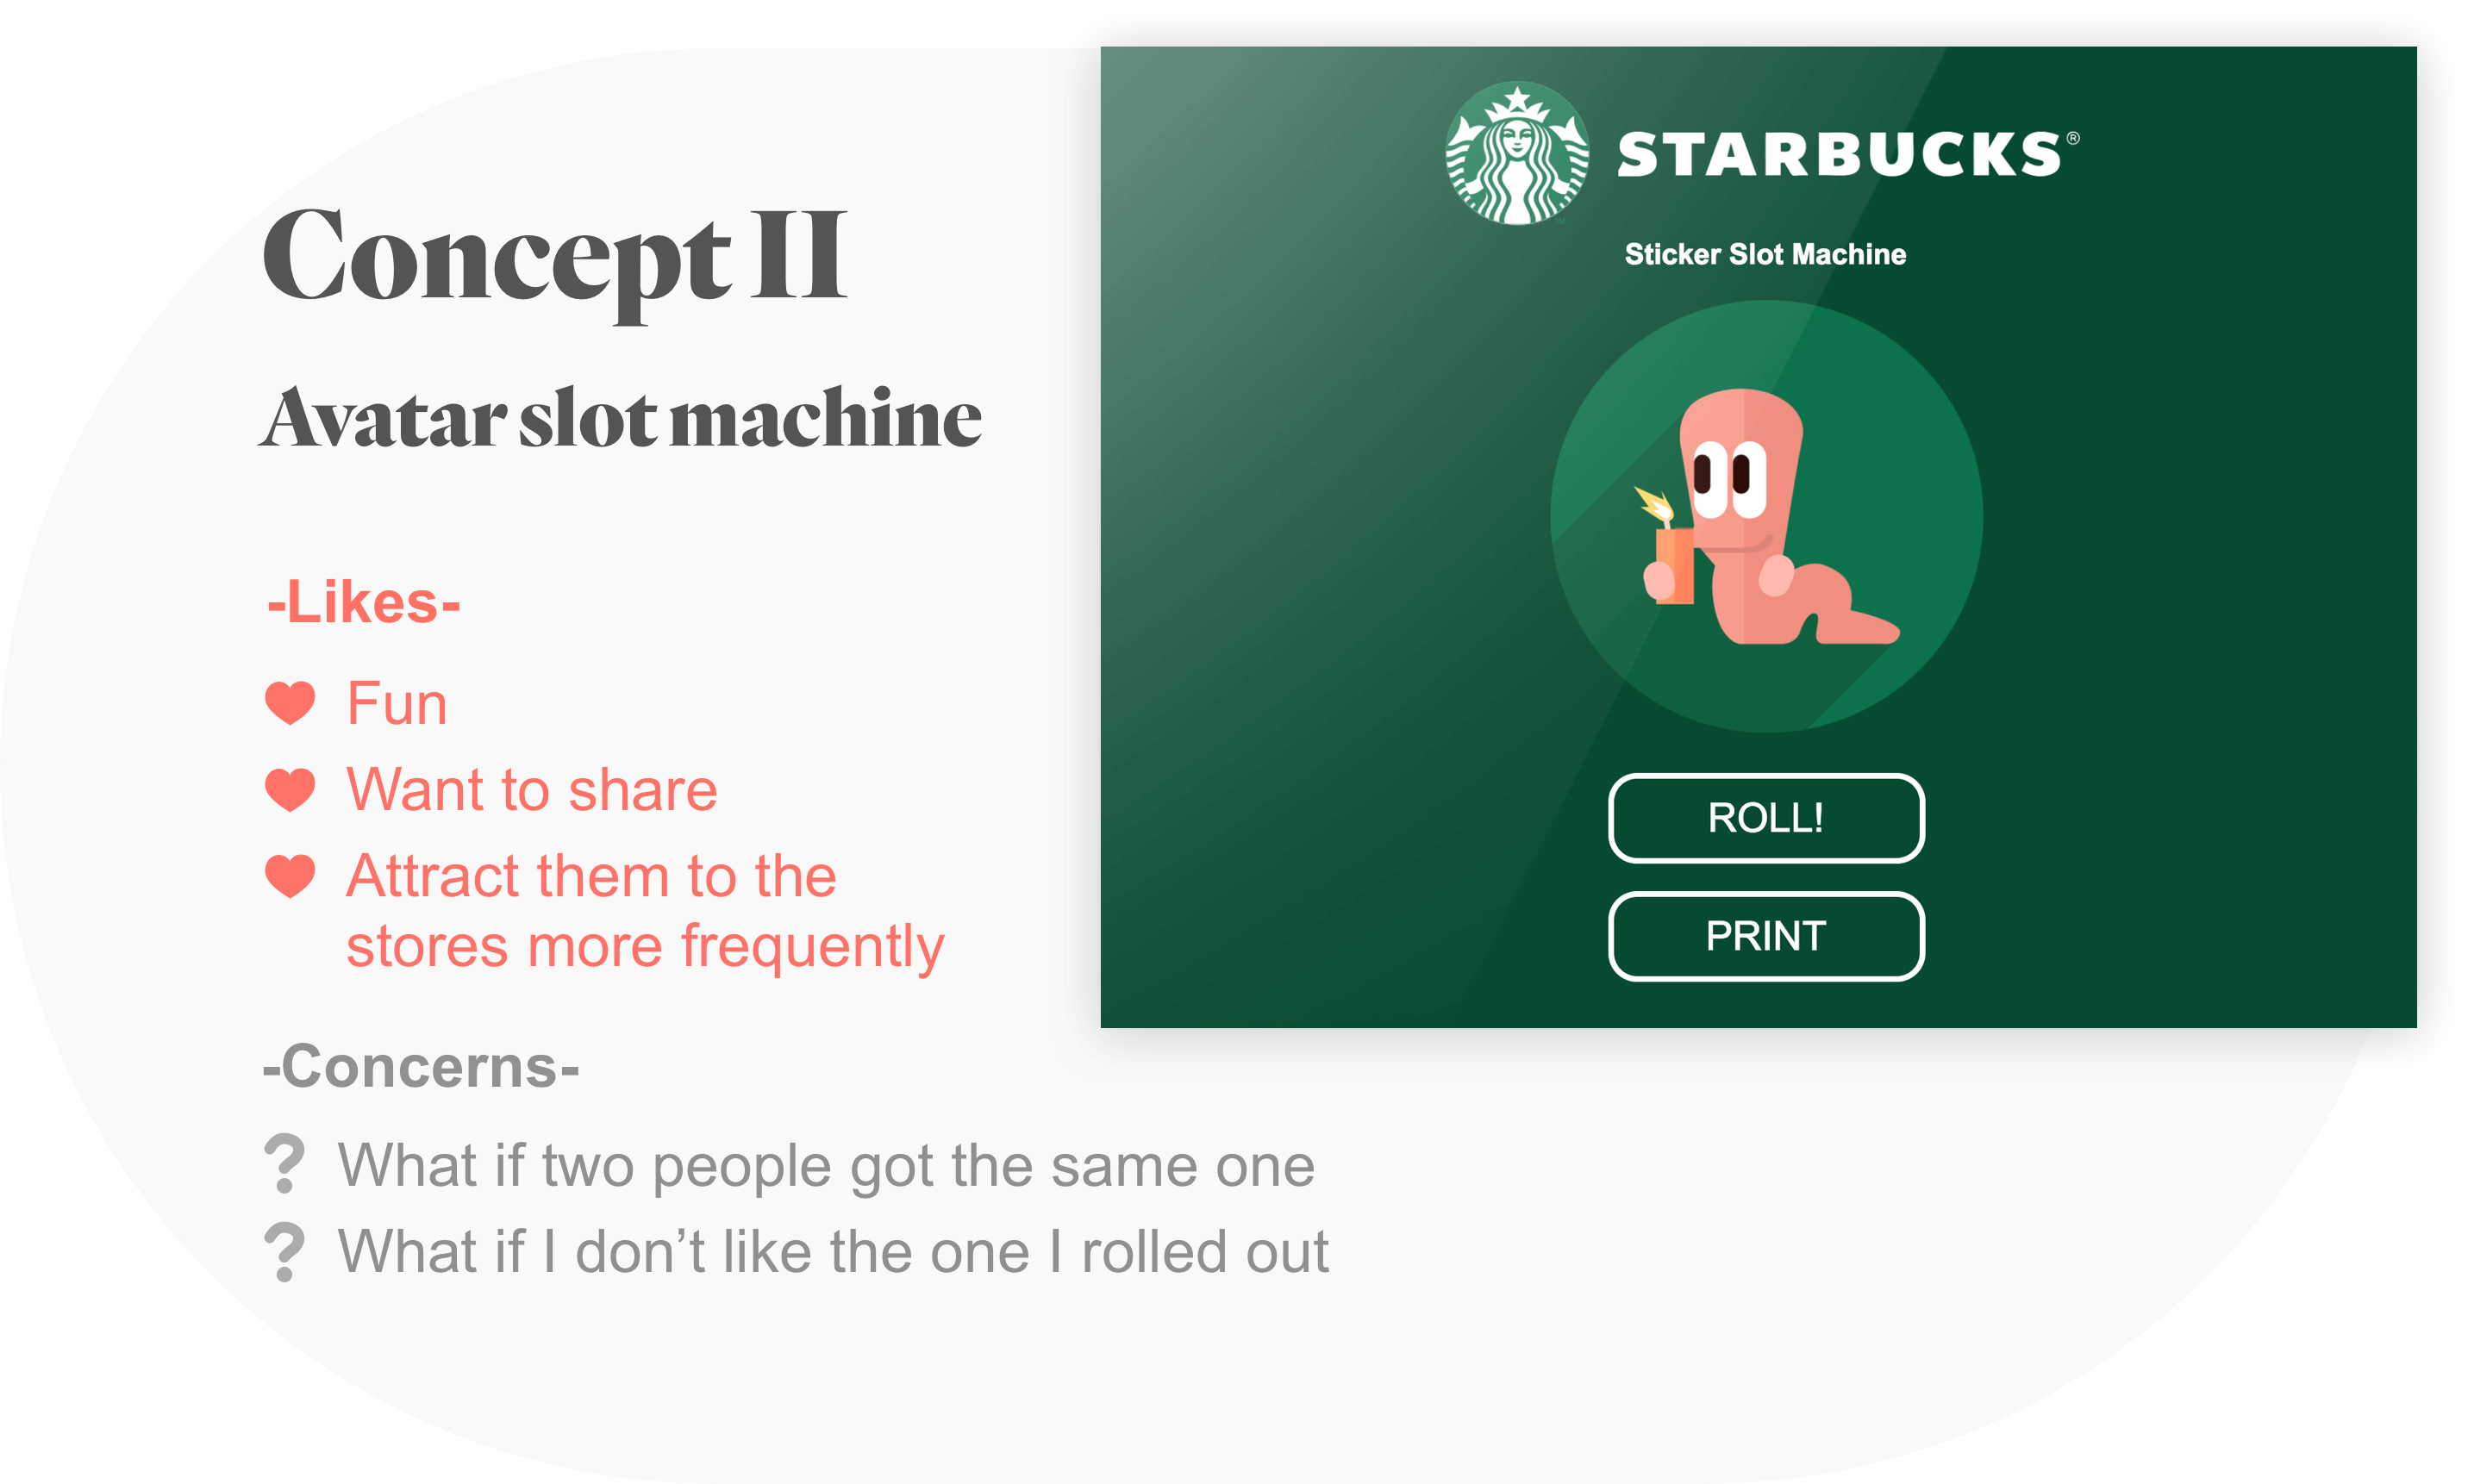 Concept II
Avatar slot machine
-Likes-
Fun
Want to share
Attract them to the
stores more frequently
-Concerns-
? What if two people got the same one
? What if I don’t like the one I rolled out
STARBUCKS®
TM
Sticker Slot Machine
ROLL!
PRINT